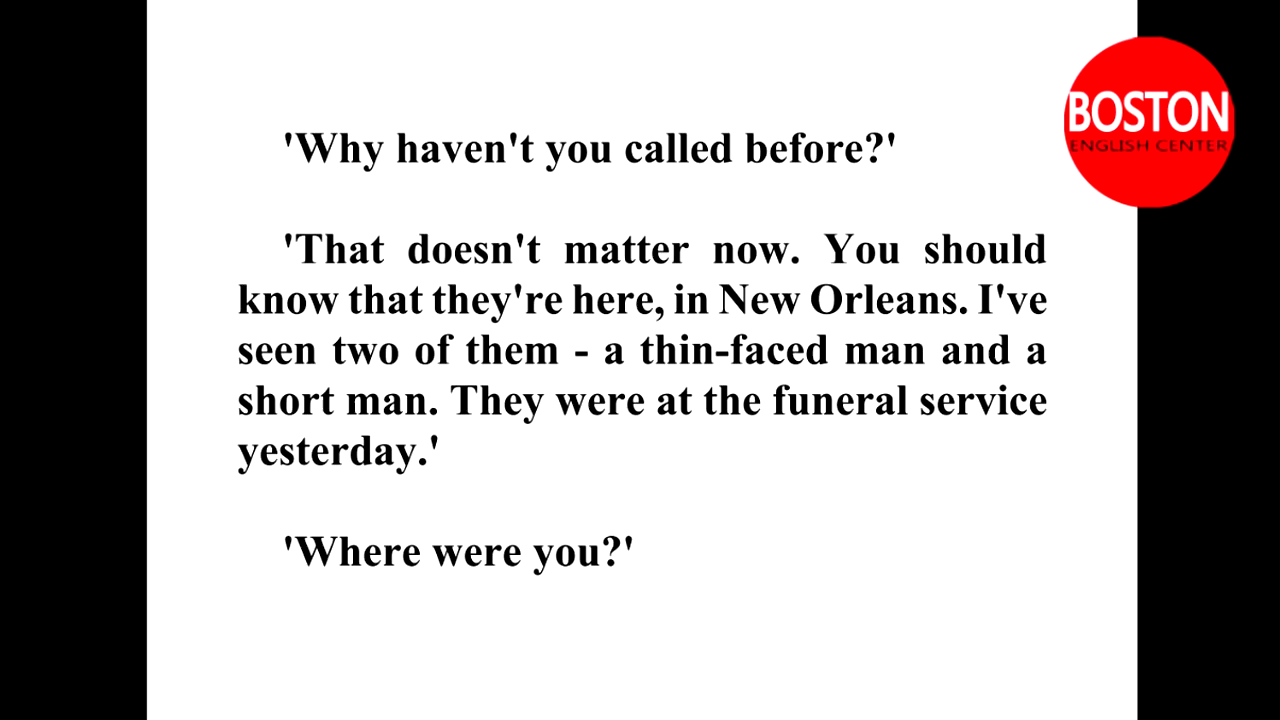 BOSTON
ENGLISH CENTER
'Why haven't you called before?'
'That doesn't matter now. You should
know that they're here, in New Orleans. I've
seen two of them - a thin-faced man and a
short man. They were at the funeral service
yesterday.'
'Where were you?'